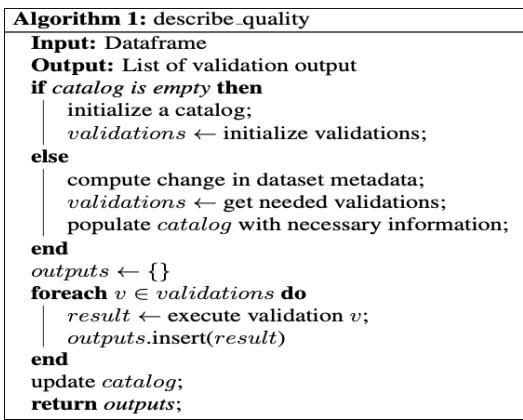 Algorithm 1: describe_quality
Input: Dataframe
Output: List of validation output
if catalog is empty then
initialize a catalog;
validations ← initialize validations;
else
compute change in dataset metadata;
validations ← get needed validations;
populate catalog with necessary information;
end
outputs ← {}
foreach v ∈ validations do
result ← execute validation v;
outputs.insert(result)
end
update catalog;
return outputs;